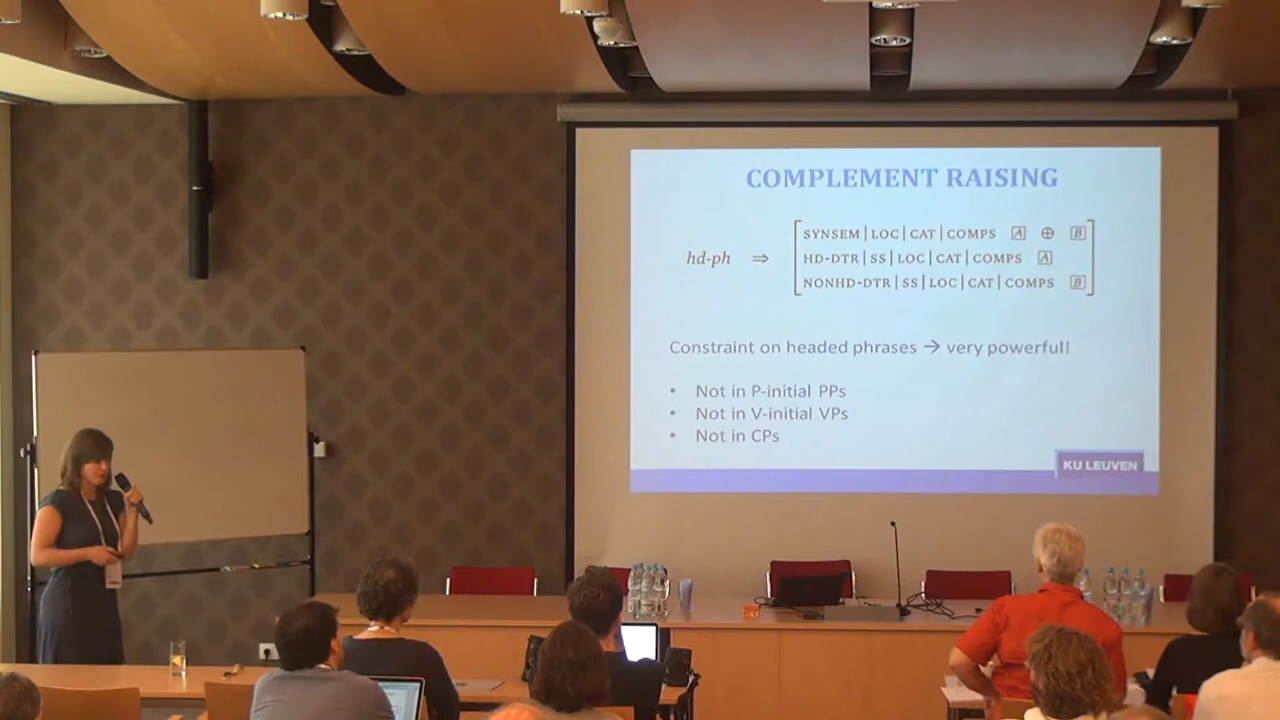 COMPLEMENT RAISING
SYNSEM|LOC|CAT|COMPS A ⊕ B
hd-ph ⇒ HD-DTR|SS|LOC|CAT|COMPS A
NONHD-DTR|SS|LOC|CAT|COMPS B
Constraint on headed phrases → very powerful!
• Not in P-initial PPs
• Not in V-initial VPs
• Not in CPs
KU LEUVEN